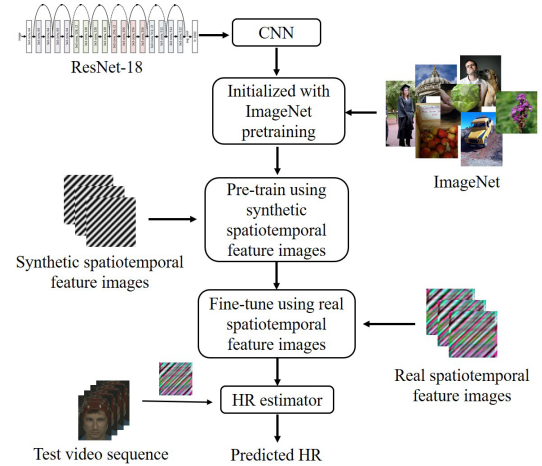 CNN
ResNet-18
Initialized with
ImageNet
pretraining
ImageNet
Pre-train using
synthetic
spatiotemporal
feature images
Synthetic spatiotemporal
feature images
Fine-tune using real
spatiotemporal
feature images
Real spatiotemporal
feature images
HR estimator
Test video sequence
Predicted HR